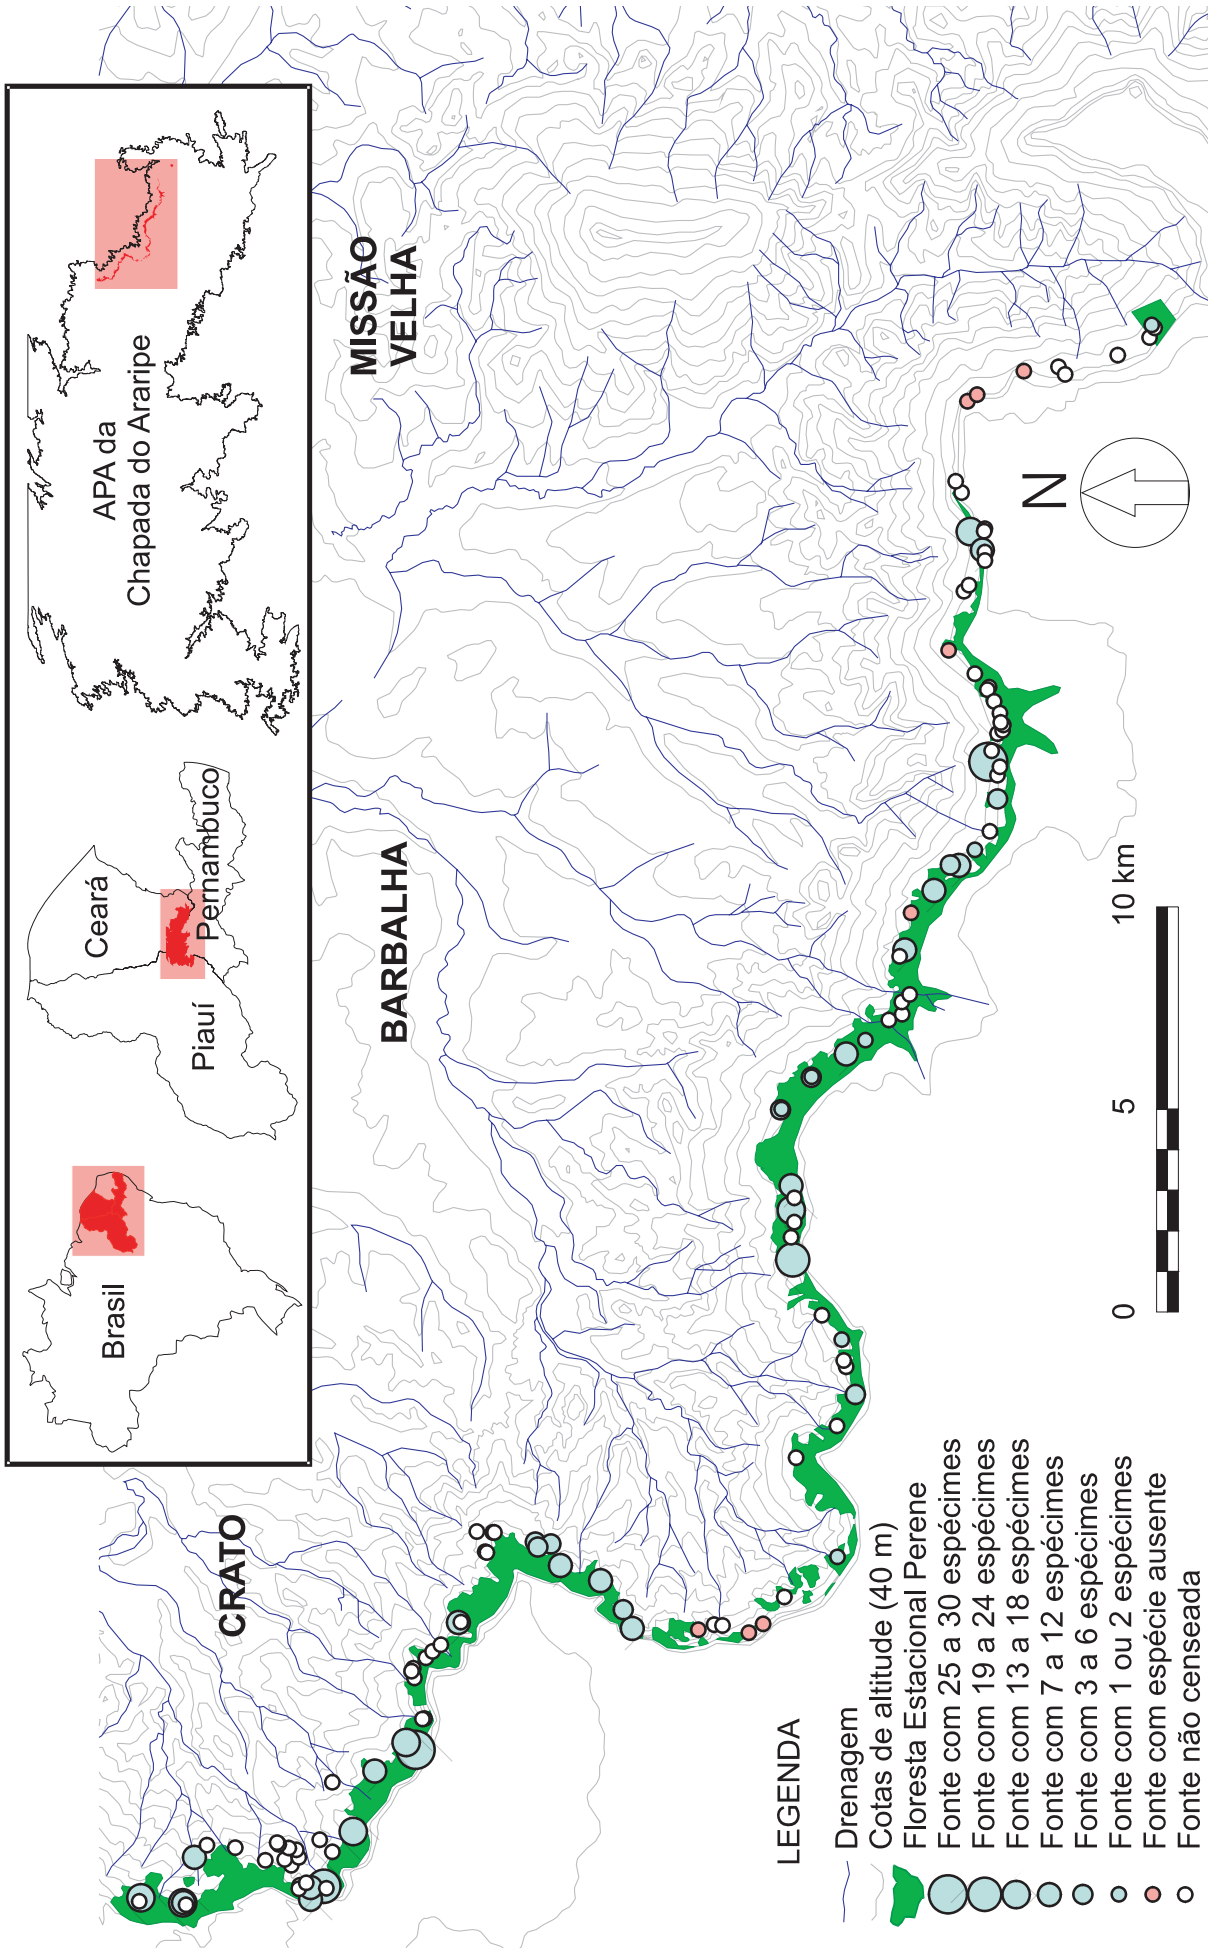 Brasil
Ceará
Piauí
Pernambuco
APA da
Chapada do Araripe
CRATO
BARBALHA
MISSÃO
VELHA
N
0
5
10 km
LEGENDA
Drenagem
Cotas de altitude (40 m)
Floresta Estacional Perene
Fonte com 25 a 30 espécimes
Fonte com 19 a 24 espécimes
Fonte com 13 a 18 espécimes
Fonte com 7 a 12 espécimes
Fonte com 3 a 6 espécimes
Fonte com 1 ou 2 espécimes
Fonte com espécie ausente
Fonte não censeada